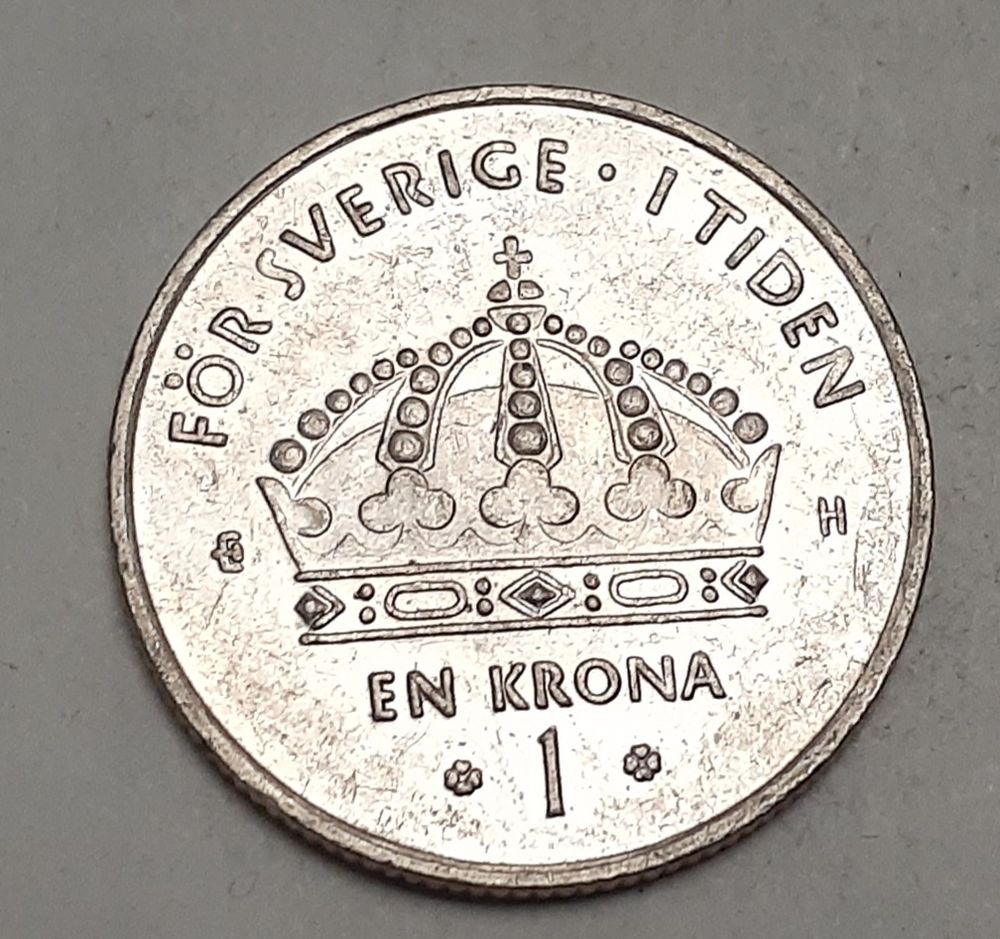 FÖR SVERIGE · I TIDEN
H
EN KRONA
1